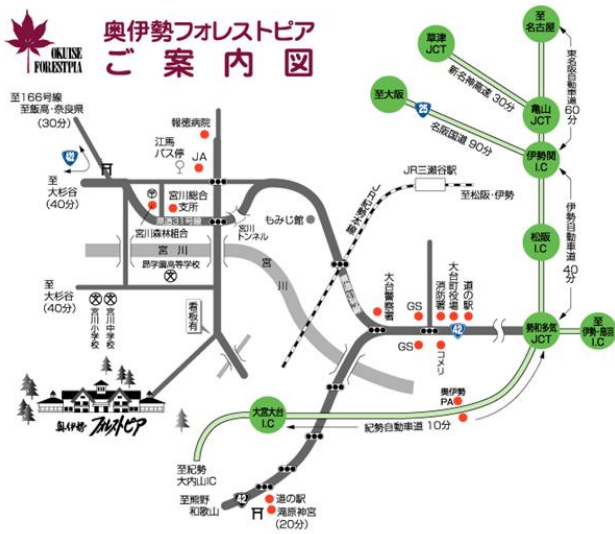 OKUISE
FORESTPIA
奥伊勢フォレストピア
ご案内図
至166号線
至飯高・奈良県
(30分)
422
至
大杉谷
(40分)
報徳病院
江馬
バス停
JA
宮川総合
支所
県道31号線
宮川森林組合
宮川
トンネル
もみじ館
宮川
昴学園高等学校
宮川
至
大杉谷
(40分)
宮川小学校
宮川中学校
看板有
奥伊勢フォレストピア
JR紀勢本線
JR三瀬谷駅
至松阪・伊勢
大台警察署
GS
消防署
大台町役場
道の駅
GS
コメリ
42
至
名古屋
草津
JCT
新名神高速 30分
東名阪自動車道
60分
至大阪
25
名阪国道 90分
亀山
JCT
伊勢関
I.C
松阪
I.C
伊勢自動車道
40分
勢和多気
JCT
至
伊勢・鳥羽
I.C
奥伊勢
PA
大宮大台
I.C
紀勢自動車道 10分
至紀勢
大内山IC
至熊野
和歌山
42
道の駅
滝原神宮
(20分)